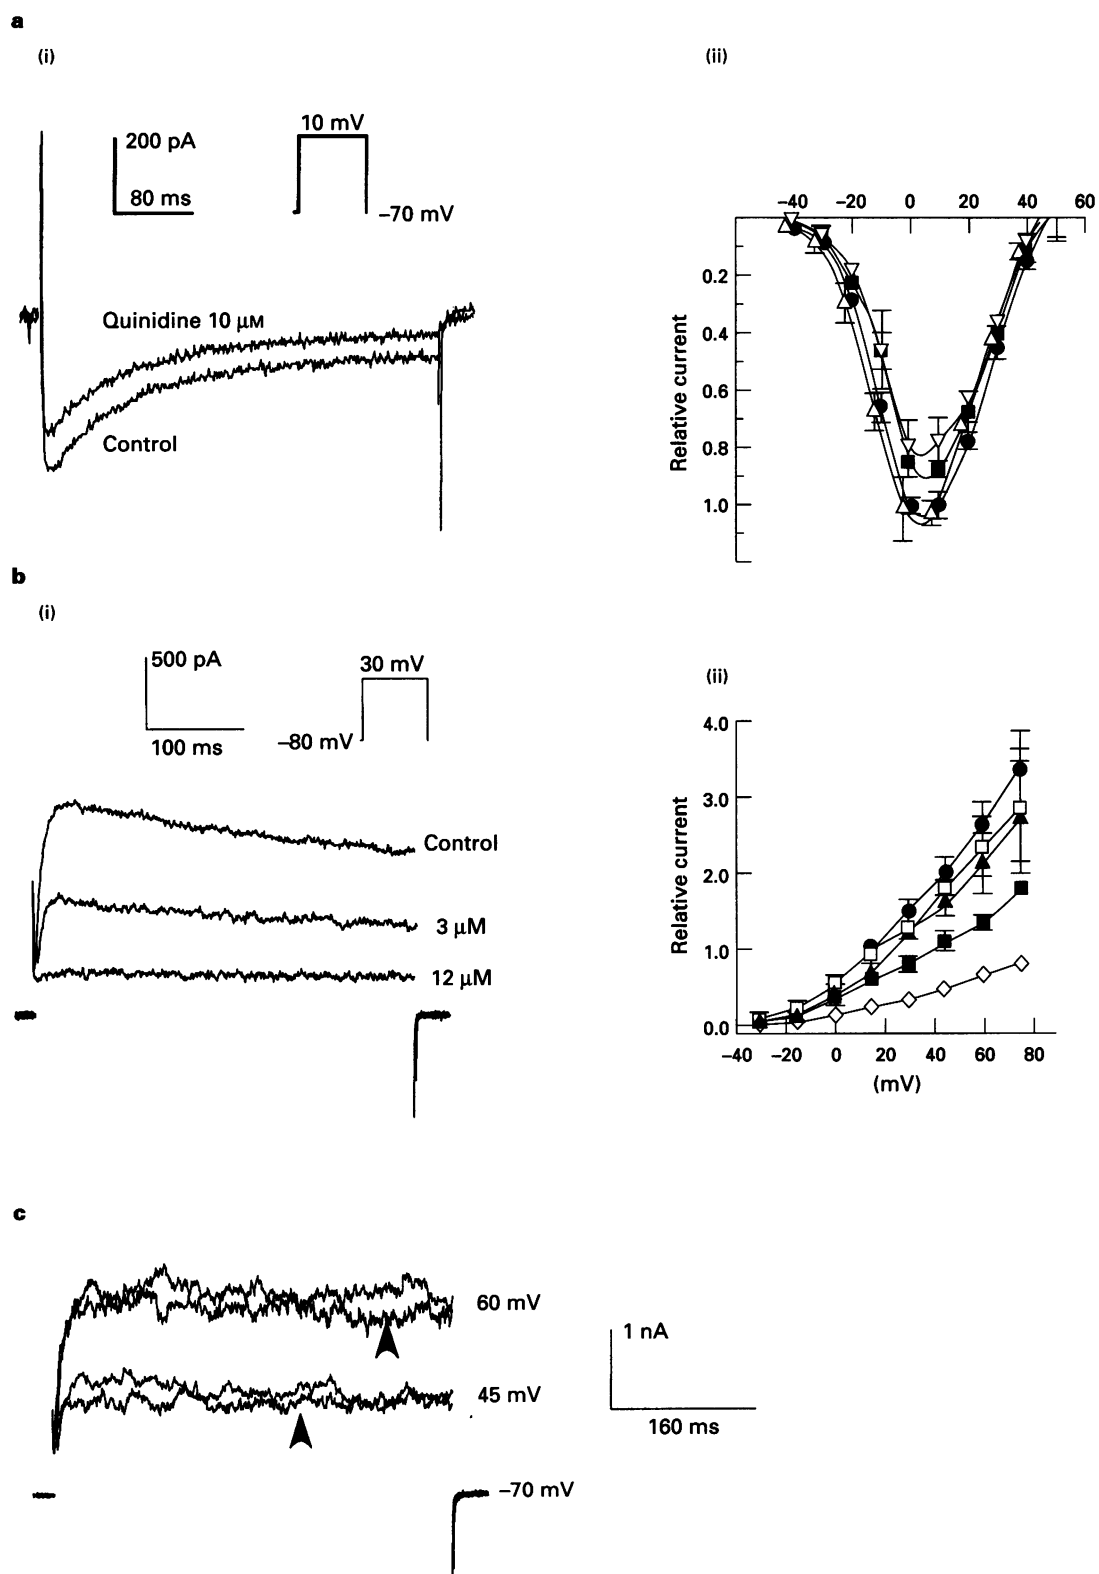 a
(i)
(ii)
200 pA
80 ms
10 mV
–70 mV
Quinidine 10 μM
Control
–40 –20 0 20 40 60
0.2
0.4
0.6
0.8
1.0
Relative current
b
(i)
500 pA
100 ms
30 mV
–80 mV
Control
3 μM
12 μM
(ii)
4.0
3.0
2.0
1.0
0.0
Relative current
–40 –20 0 20 40 60 80
(mV)
c
60 mV
45 mV
–70 mV
1 nA
160 ms